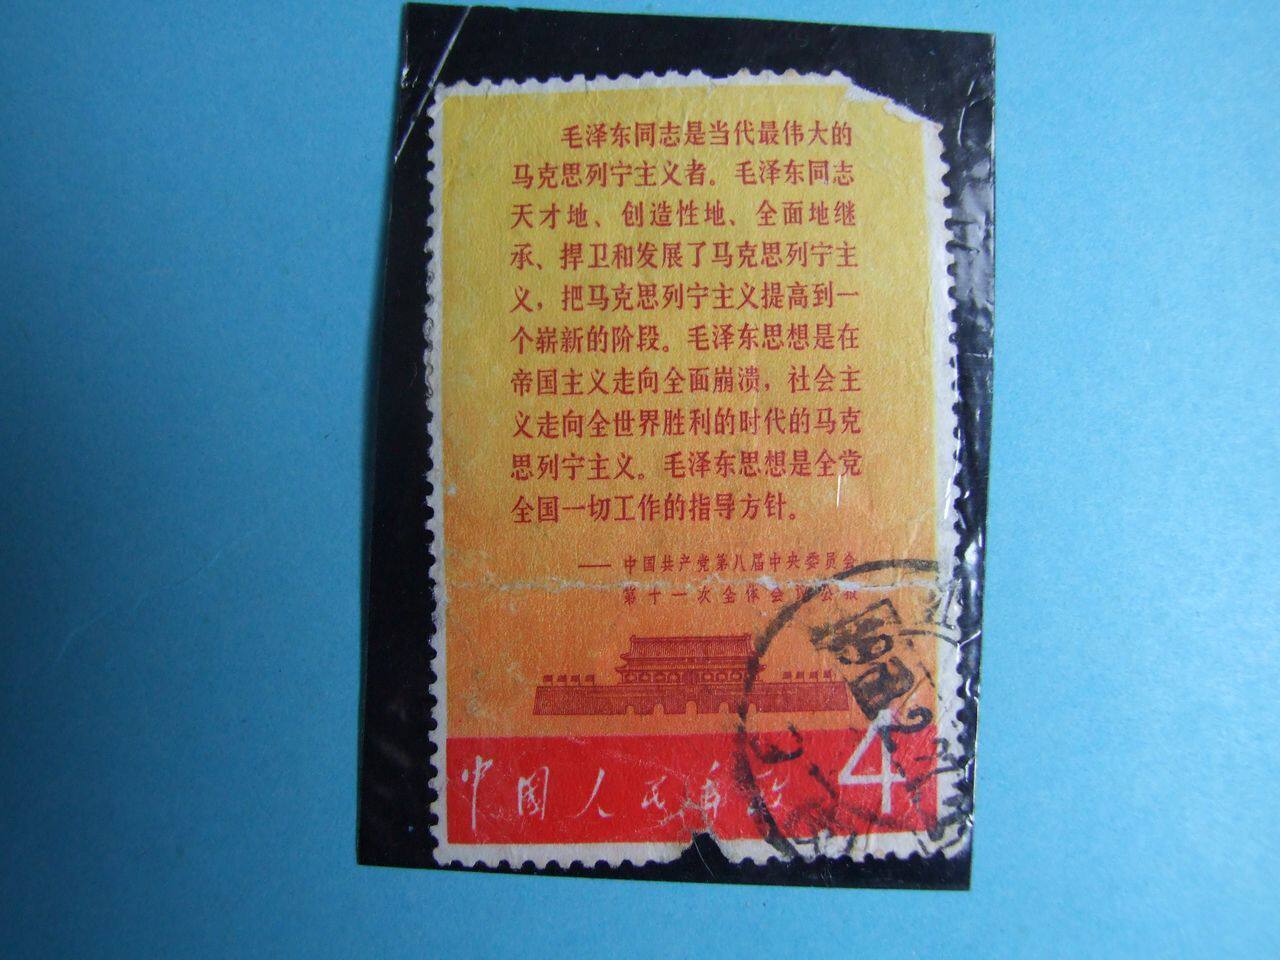 毛泽东同志是当代最伟大的
马克思列宁主义者。毛泽东同志
天才地、创造性地、全面地继
承、捍卫和发展了马克思列宁主
义，把马克思列宁主义提高到一
个崭新的阶段。毛泽东思想是在
帝国主义走向全面崩溃，社会主
义走向全世界胜利的时代的马克
思列宁主义。毛泽东思想是全党
全国一切工作的指导方针。
——中国共产党第八届中央委员会
第十一次全体会议公报
中国人民邮政 4